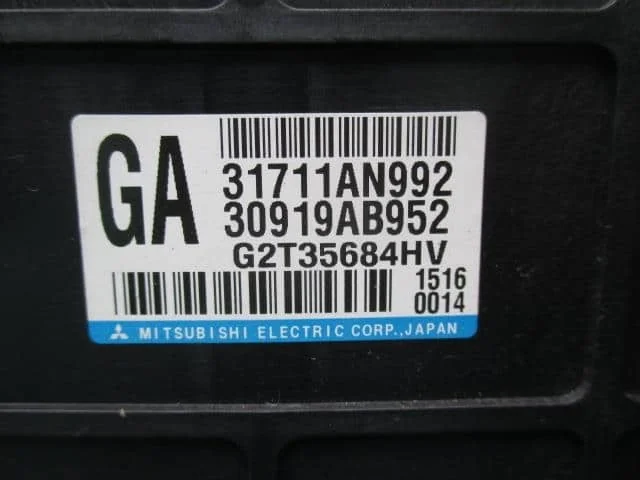 GA
31711AN992
30919AB952
G2T35684HV
1516
0014
MITSUBISHI ELECTRIC CORP., JAPAN